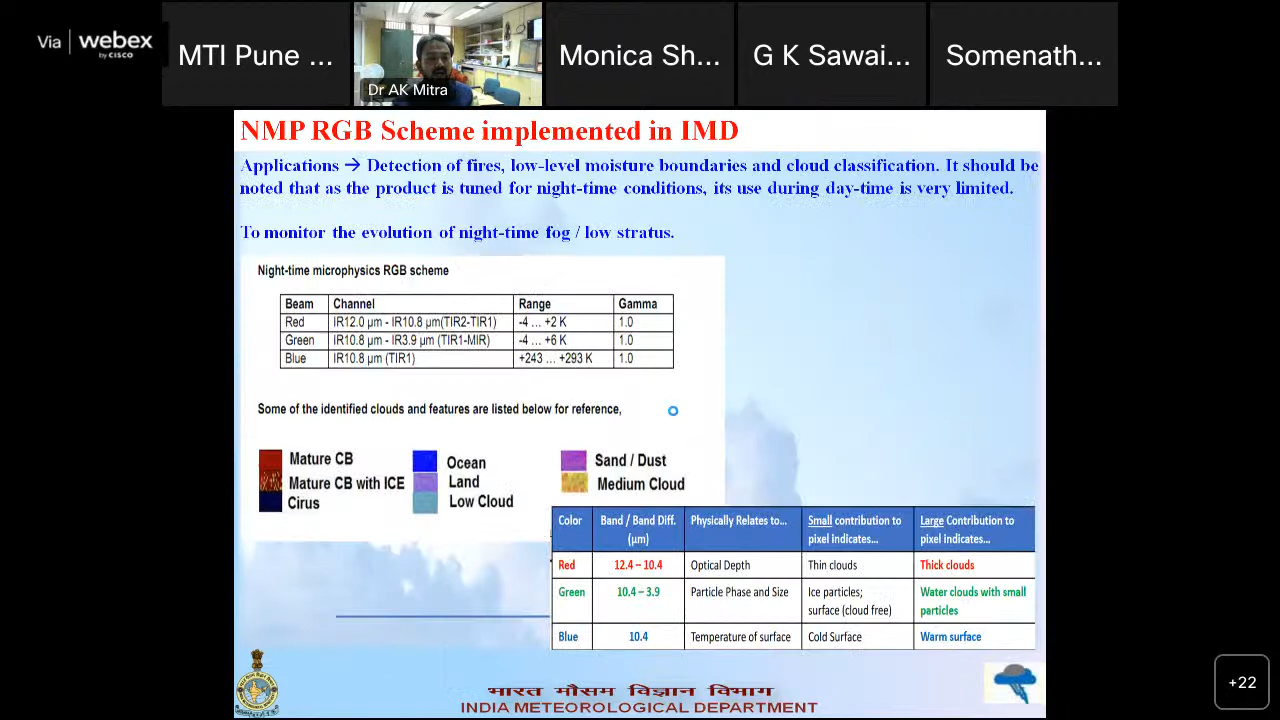 Via webex
by CISCO
MTI Pune ...
Dr AK Mitra
Monica Sh...
G K Sawai...
Somenath...
NMP RGB Scheme implemented in IMD
Applications → Detection of fires, low-level moisture boundaries and cloud classification. It should be
noted that as the product is tuned for night-time conditions, its use during day-time is very limited.
To monitor the evolution of night-time fog / low stratus.
Night-time microphysics RGB scheme
Beam Channel Range Gamma
Red IR12.0 µm - IR10.8 µm(TIR2-TIR1) -4 ... +2 K 1.0
Green IR10.8 µm - IR3.9 µm (TIR1-MIR) -4 ... +6 K 1.0
Blue IR10.8 µm (TIR1) +243 ... +293 K 1.0
Some of the identified clouds and features are listed below for reference,
Mature CB
Mature CB with ICE
Cirus
Ocean
Land
Low Cloud
Sand / Dust
Medium Cloud
Color Band / Band Diff. (µm) Physically Relates to... Small contribution to pixel indicates... Large Contribution to pixel indicates...
Red 12.4 – 10.4 Optical Depth Thin clouds Thick clouds
Green 10.4 – 3.9 Particle Phase and Size Ice particles; surface (cloud free) Water clouds with small particles
Blue 10.4 Temperature of surface Cold Surface Warm surface
भारत मौसम विज्ञान विभाग
INDIA METEOROLOGICAL DEPARTMENT
+22